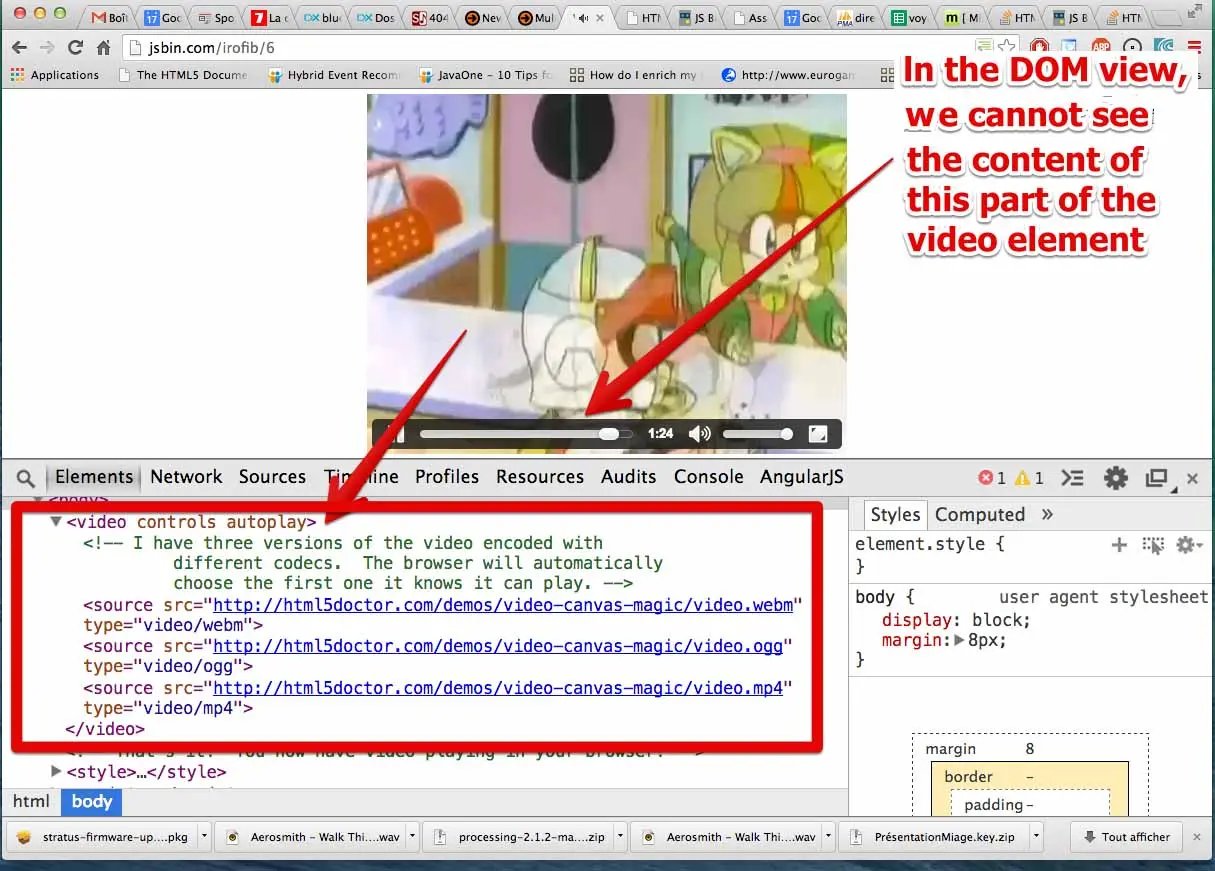 Boî Goo Spo La c blu Dos 404 Nev Mul HTM JS B Ass Goo dire voy [ M HTM JS B HTM
jsbin.com/irofib/6
Applications The HTML5 Docume Hybrid Event Recom JavaOne - 10 Tips fo How do I enrich my http://www.eurogar
In the DOM view,
we cannot see
the content of
this part of the
video element
1:24
Elements Network Sources Timeline Profiles Resources Audits Console AngularJS 1 1
<body>
<video controls autoplay>
<!-- I have three versions of the video encoded with
different codecs. The browser will automatically
choose the first one it knows it can play. -->
<source src="http://html5doctor.com/demos/video-canvas-magic/video.webm"
type="video/webm">
<source src="http://html5doctor.com/demos/video-canvas-magic/video.ogg"
type="video/ogg">
<source src="http://html5doctor.com/demos/video-canvas-magic/video.mp4"
type="video/mp4">
</video>
<!-- That's it! You now have video playing in your browser! -->
<style>…</style>
html body
Styles Computed »
element.style {
}
body { user agent stylesheet
display: block;
margin: 8px;
}
margin 8
border -
padding -
stratus-firmware-up....pkg Aerosmith - Walk Thi....wav processing-2.1.2-ma....zip Aerosmith - Walk Thi....wav PrésentationMiage.key.zip Tout afficher